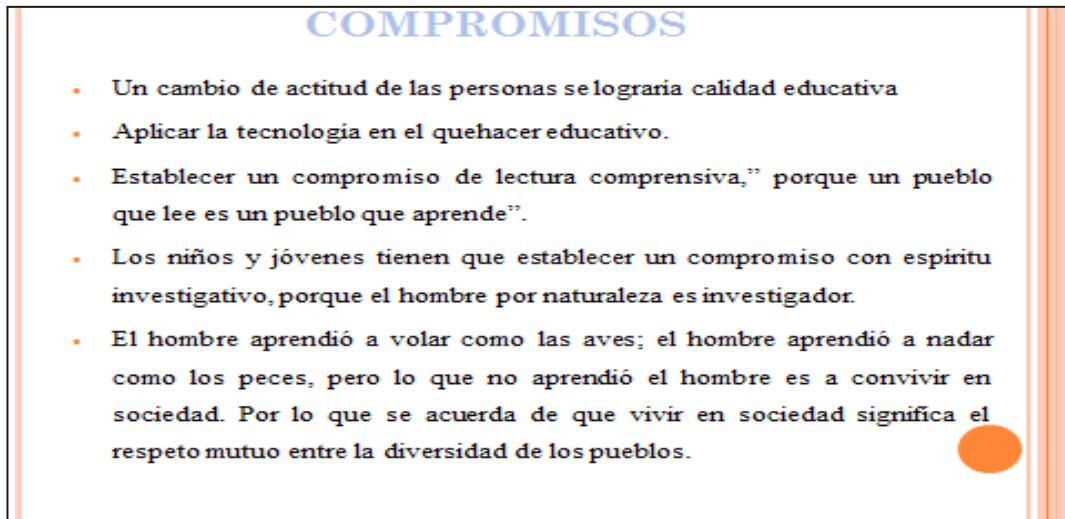 COMPROMISOS
• Un cambio de actitud de las personas se lograría calidad educativa
• Aplicar la tecnología en el quehacer educativo.
• Establecer un compromiso de lectura comprensiva,” porque un pueblo
que lee es un pueblo que aprende”.
• Los niños y jóvenes tienen que establecer un compromiso con espíritu
investigativo, porque el hombre por naturaleza es investigador.
• El hombre aprendió a volar como las aves; el hombre aprendió a nadar
como los peces, pero lo que no aprendió el hombre es a convivir en
sociedad. Por lo que se acuerda de que vivir en sociedad significa el
respeto mutuo entre la diversidad de los pueblos.